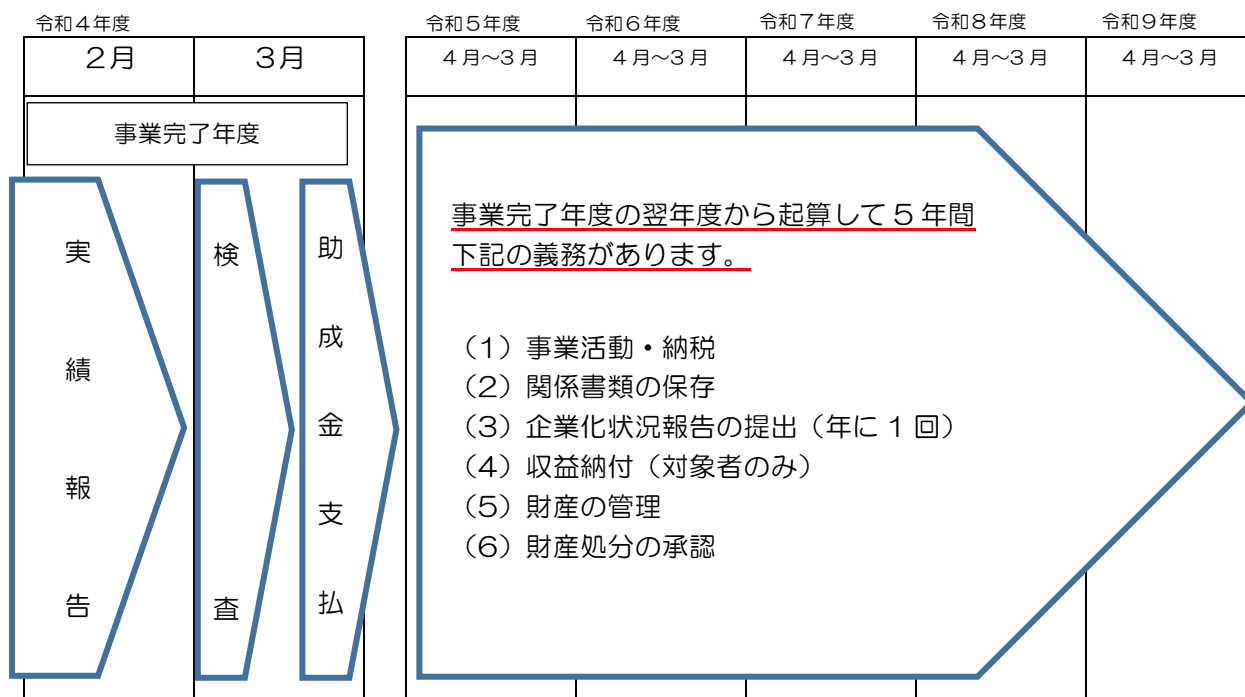 令和4年度
令和5年度
令和6年度
令和7年度
令和8年度
令和9年度
2月
3月
4月～3月
4月～3月
4月～3月
4月～3月
4月～3月
事業完了年度
実績報告
検査
助成金支払
事業完了年度の翌年度から起算して5年間
下記の義務があります。
（1）事業活動・納税
（2）関係書類の保存
（3）企業化状況報告の提出（年に1回）
（4）収益納付（対象者のみ）
（5）財産の管理
（6）財産処分の承認